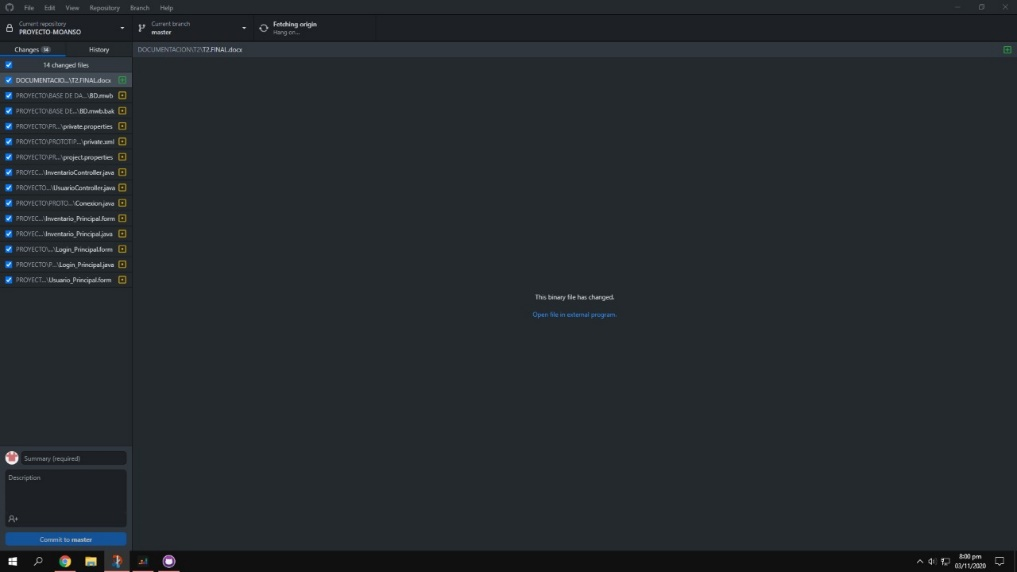 File Edit View Repository Branch Help
Current repository
PROYECTO-MOANSO
Current branch
master
Fetching origin
Hang on...
Changes 14
History
DOCUMENTACION\T2\T2.FINAL.docx
14 changed files
DOCUMENTACIO...\T2.FINAL.docx
PROYECTO\BASE DE DA...\BD.mwb
PROYECTO\BASE DE...\BD.mwb.bak
PROYECTO\PR...\private.properties
PROYECTO\PROTOTIP...\private.xml
PROYECTO\PR...\project.properties
PROYEC...\InventarioController.java
PROYECTO...\UsuarioController.java
PROYECTO\PROTO...\Conexion.java
PROYEC...\Inventario_Principal.form
PROYEC...\Inventario_Principal.java
PROYECTO\...\Login_Principal.form
PROYECTO\P...\Login_Principal.java
PROYECT...\Usuario_Principal.form
This binary file has changed.
Open file in external program.
Summary (required)
Description
Commit to master
8:00 pm
03/11/2020